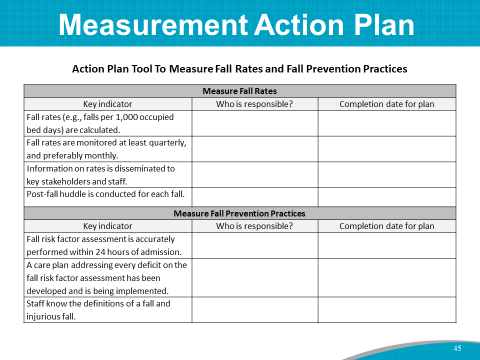 Measurement Action Plan
Action Plan Tool To Measure Fall Rates and Fall Prevention Practices
Measure Fall Rates
Key indicator Who is responsible? Completion date for plan
Fall rates (e.g., falls per 1,000 occupied
bed days) are calculated.
Fall rates are monitored at least quarterly,
and preferably monthly.
Information on rates is disseminated to
key stakeholders and staff.
Post-fall huddle is conducted for each fall.
Measure Fall Prevention Practices
Key indicator Who is responsible? Completion date for plan
Fall risk factor assessment is accurately
performed within 24 hours of admission.
A care plan addressing every deficit on the
fall risk factor assessment has been
developed and is being implemented.
Staff know the definitions of a fall and
injurious fall.
45